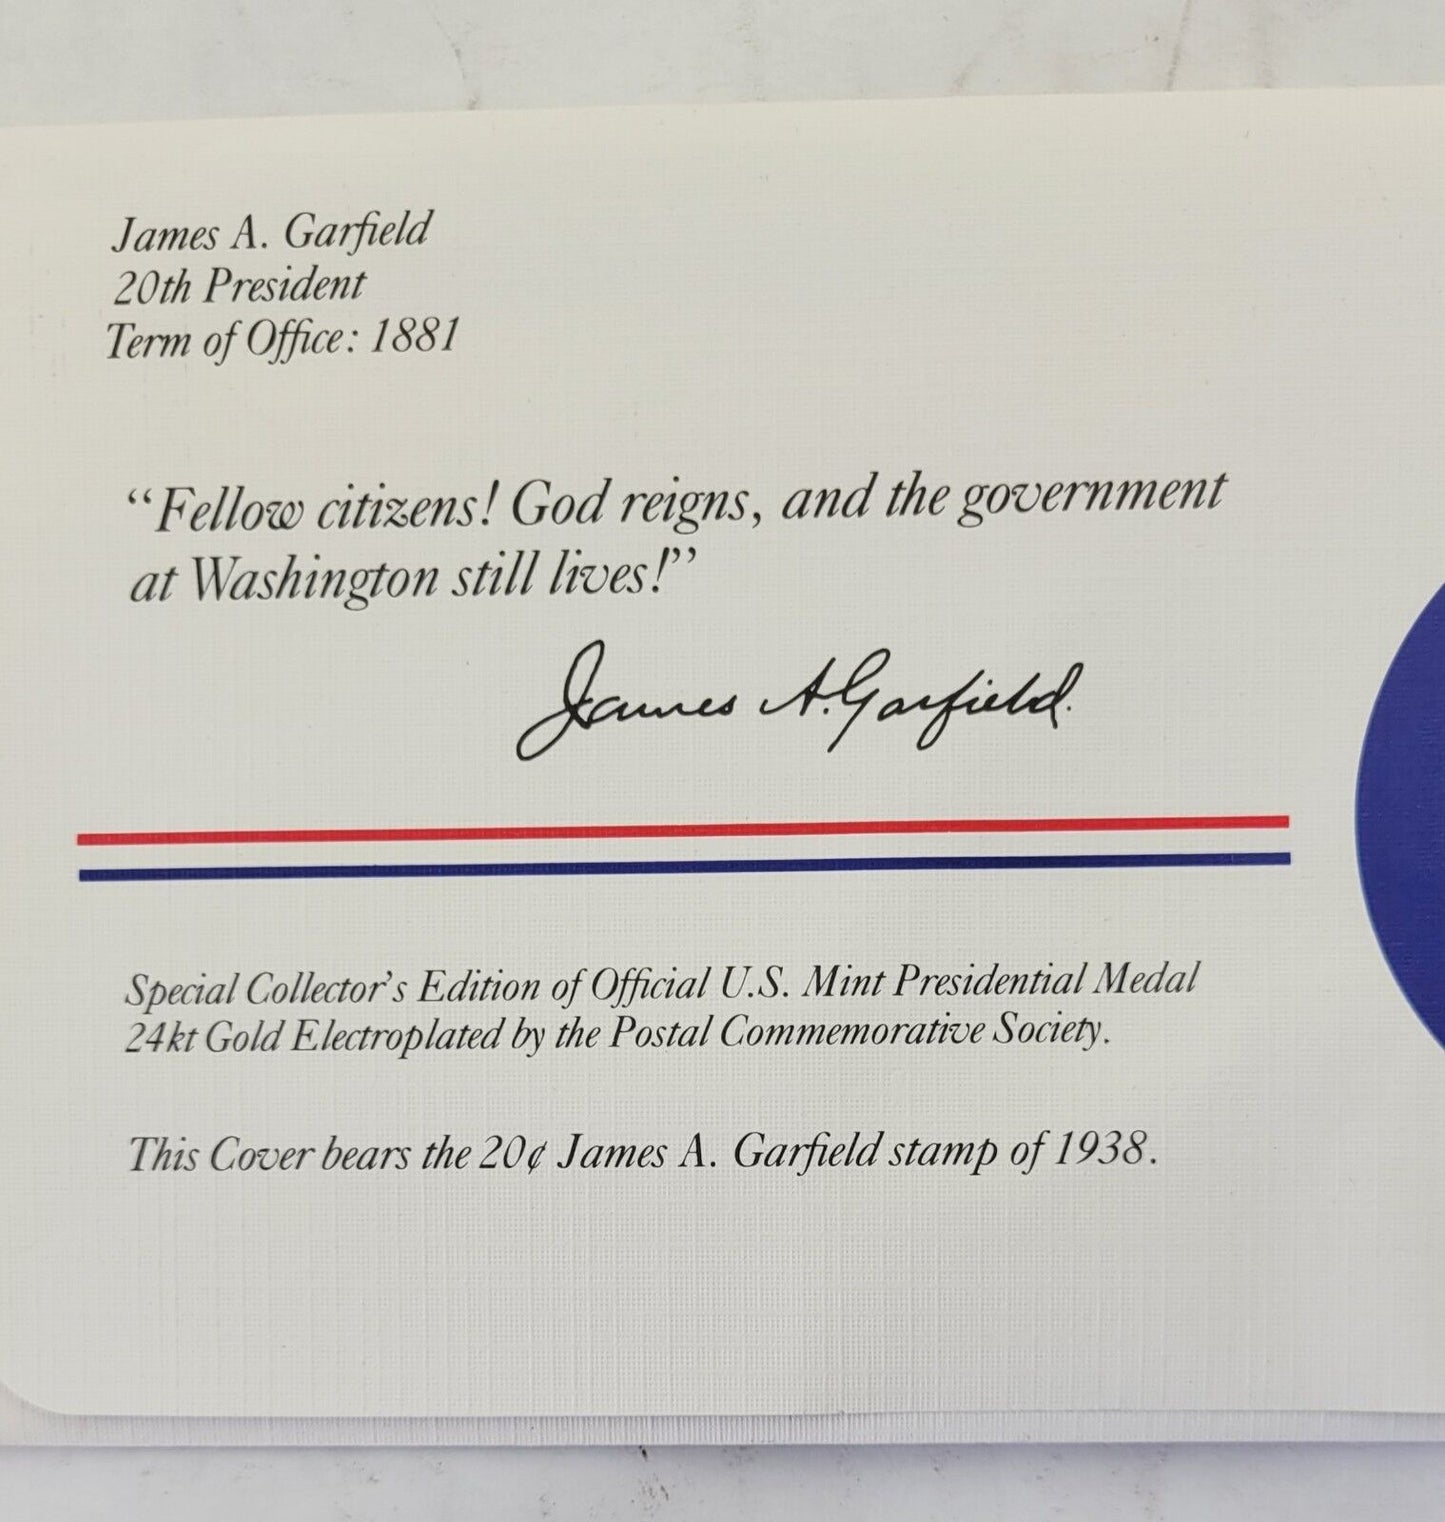 James A. Garfield
20th President
Term of Office: 1881
“Fellow citizens! God reigns, and the government
at Washington still lives!”
James A. Garfield.
Special Collector’s Edition of Official U.S. Mint Presidential Medal
24kt Gold Electroplated by the Postal Commemorative Society.
This Cover bears the 20¢ James A. Garfield stamp of 1938.